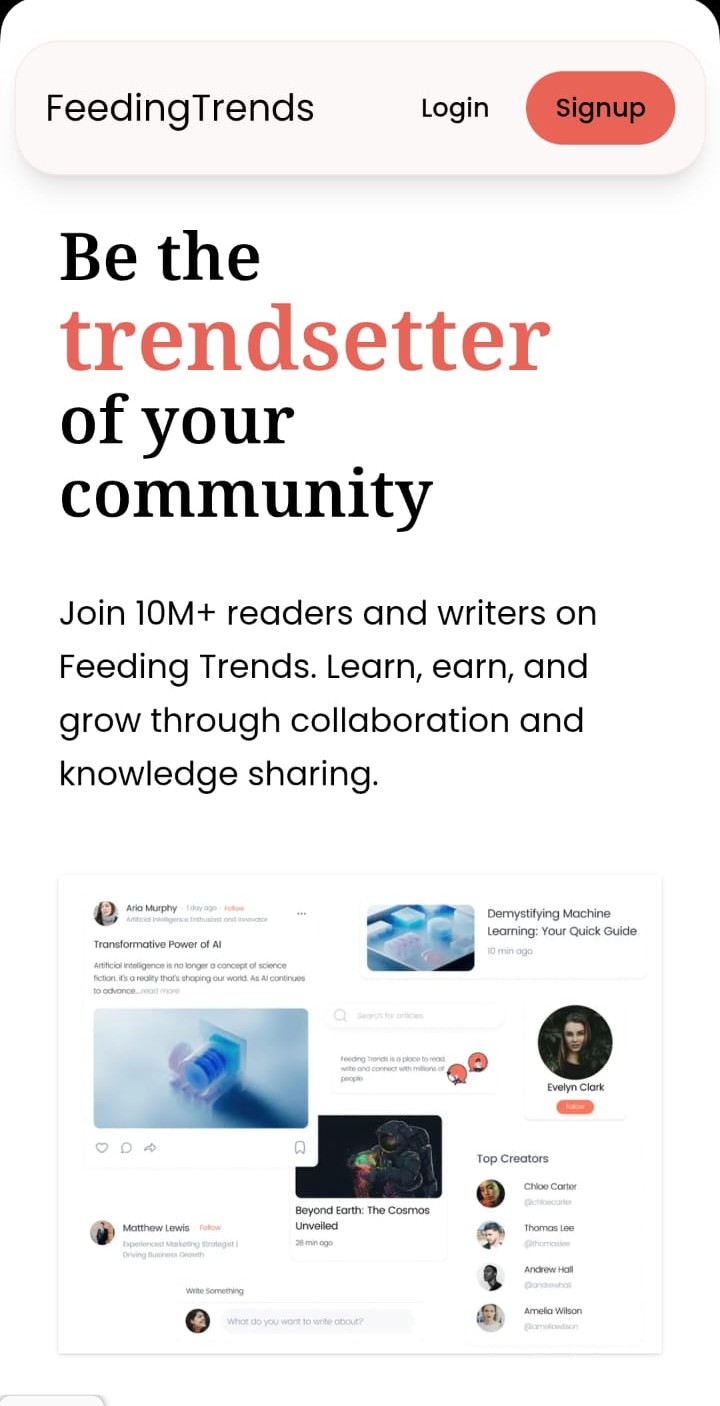 FeedingTrends
Login
Signup
Be the
trendsetter
of your
community
Join 10M+ readers and writers on
Feeding Trends. Learn, earn, and
grow through collaboration and
knowledge sharing.
Aria Murphy · 1 day ago · Follow
Artificial Intelligence Enthusiast and Innovator
Transformative Power of AI
Artificial Intelligence is no longer a concept of science
fiction, it's a reality that's shaping our world. As AI continues
to advance...read more
Demystifying Machine
Learning: Your Quick Guide
10 min ago
Search for articles
Feeding Trends is a place to read,
write and connect with millions of
people.
Evelyn Clark
Follow
Beyond Earth: The Cosmos
Unveiled
28 min ago
Top Creators
Chloe Carter
@chloecarter
Thomas Lee
@thomaslee
Andrew Hall
@andrewhall
Amelia Wilson
@ameliawilson
Matthew Lewis · Follow
Experienced Marketing Strategist |
Driving Business Growth
Write Something
What do you want to write about?